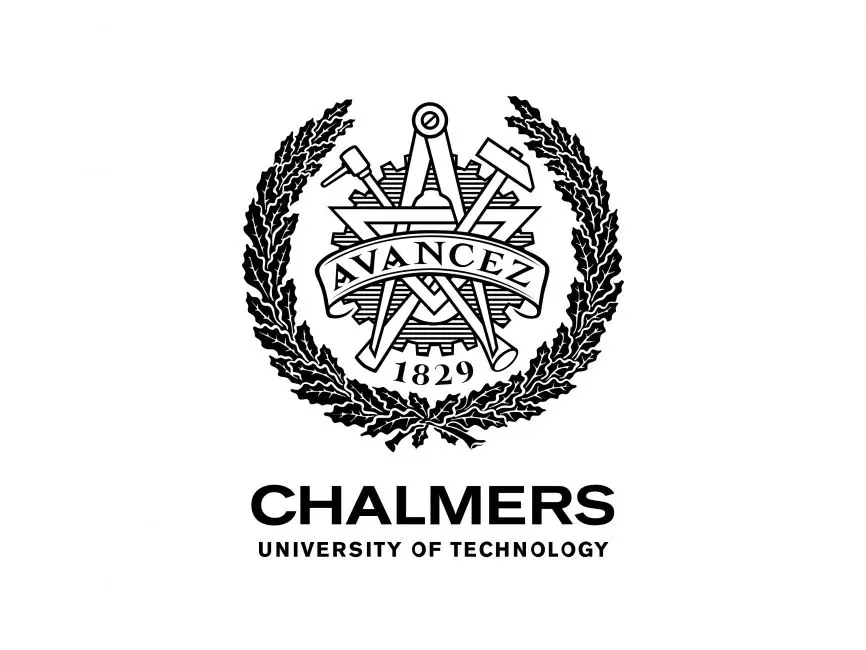 AVANCEZ
1829
CHALMERS
UNIVERSITY OF TECHNOLOGY